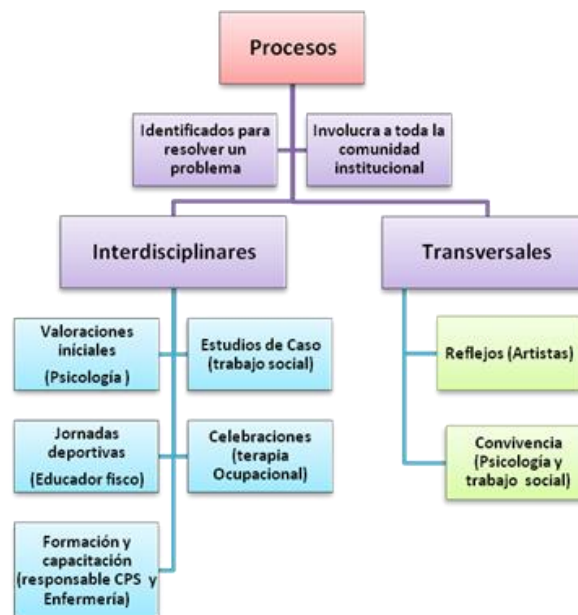 Procesos
Identificados para
resolver un
problema
Involucra a toda la
comunidad
institucional
Interdisciplinares
Transversales
Valoraciones
iníciales
(Psicología )
Estudios de Caso
(trabajo social)
Jornadas
deportivas
(Educador fisco)
Celebraciones
(terapia
Ocupacional)
Formación y
capacitación
(responsable CPS y
Enfermería)
Reflejos (Artistas)
Convivencia
(Psicología y
trabajo social)